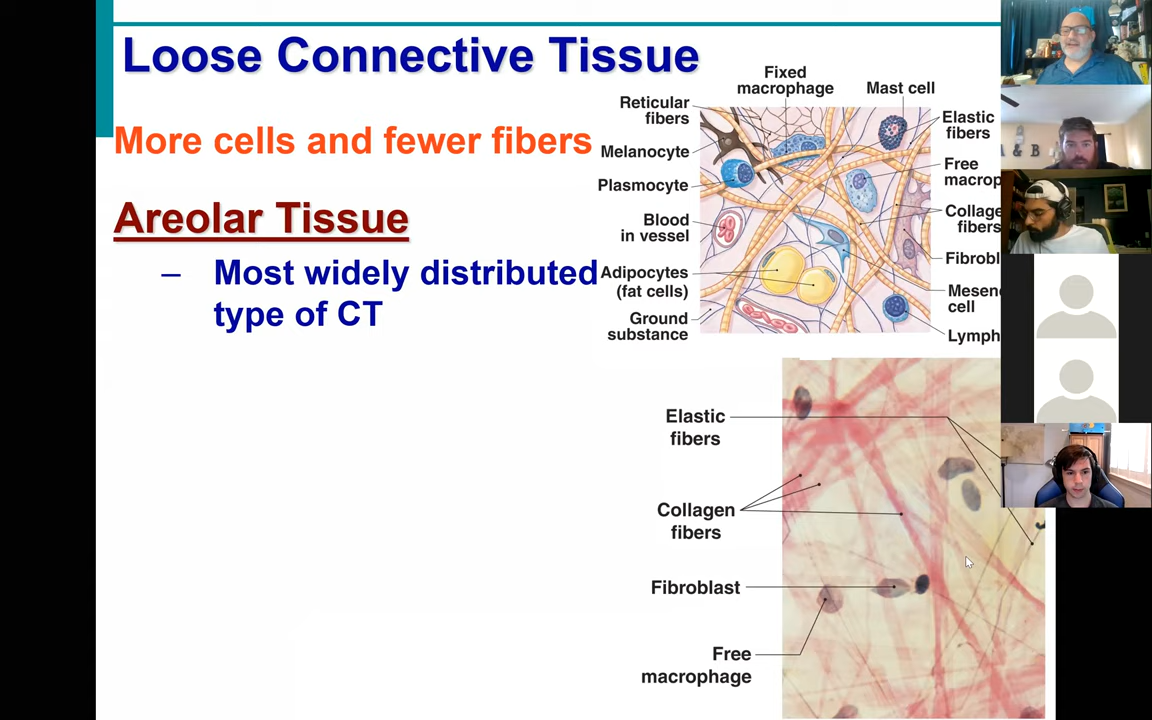 Loose Connective Tissue
More cells and fewer fibers
Areolar Tissue
– Most widely distributed
type of CT
Fixed
macrophage
Mast cell
Reticular
fibers
Melanocyte
Plasmocyte
Blood
in vessel
Adipocytes
(fat cells)
Ground
substance
Elastic
fibers
Free
macrop
Collage
fibers
Fibrobl
Mesen
cell
Lymph
Elastic
fibers
Collagen
fibers
Fibroblast
Free
macrophage
A & B